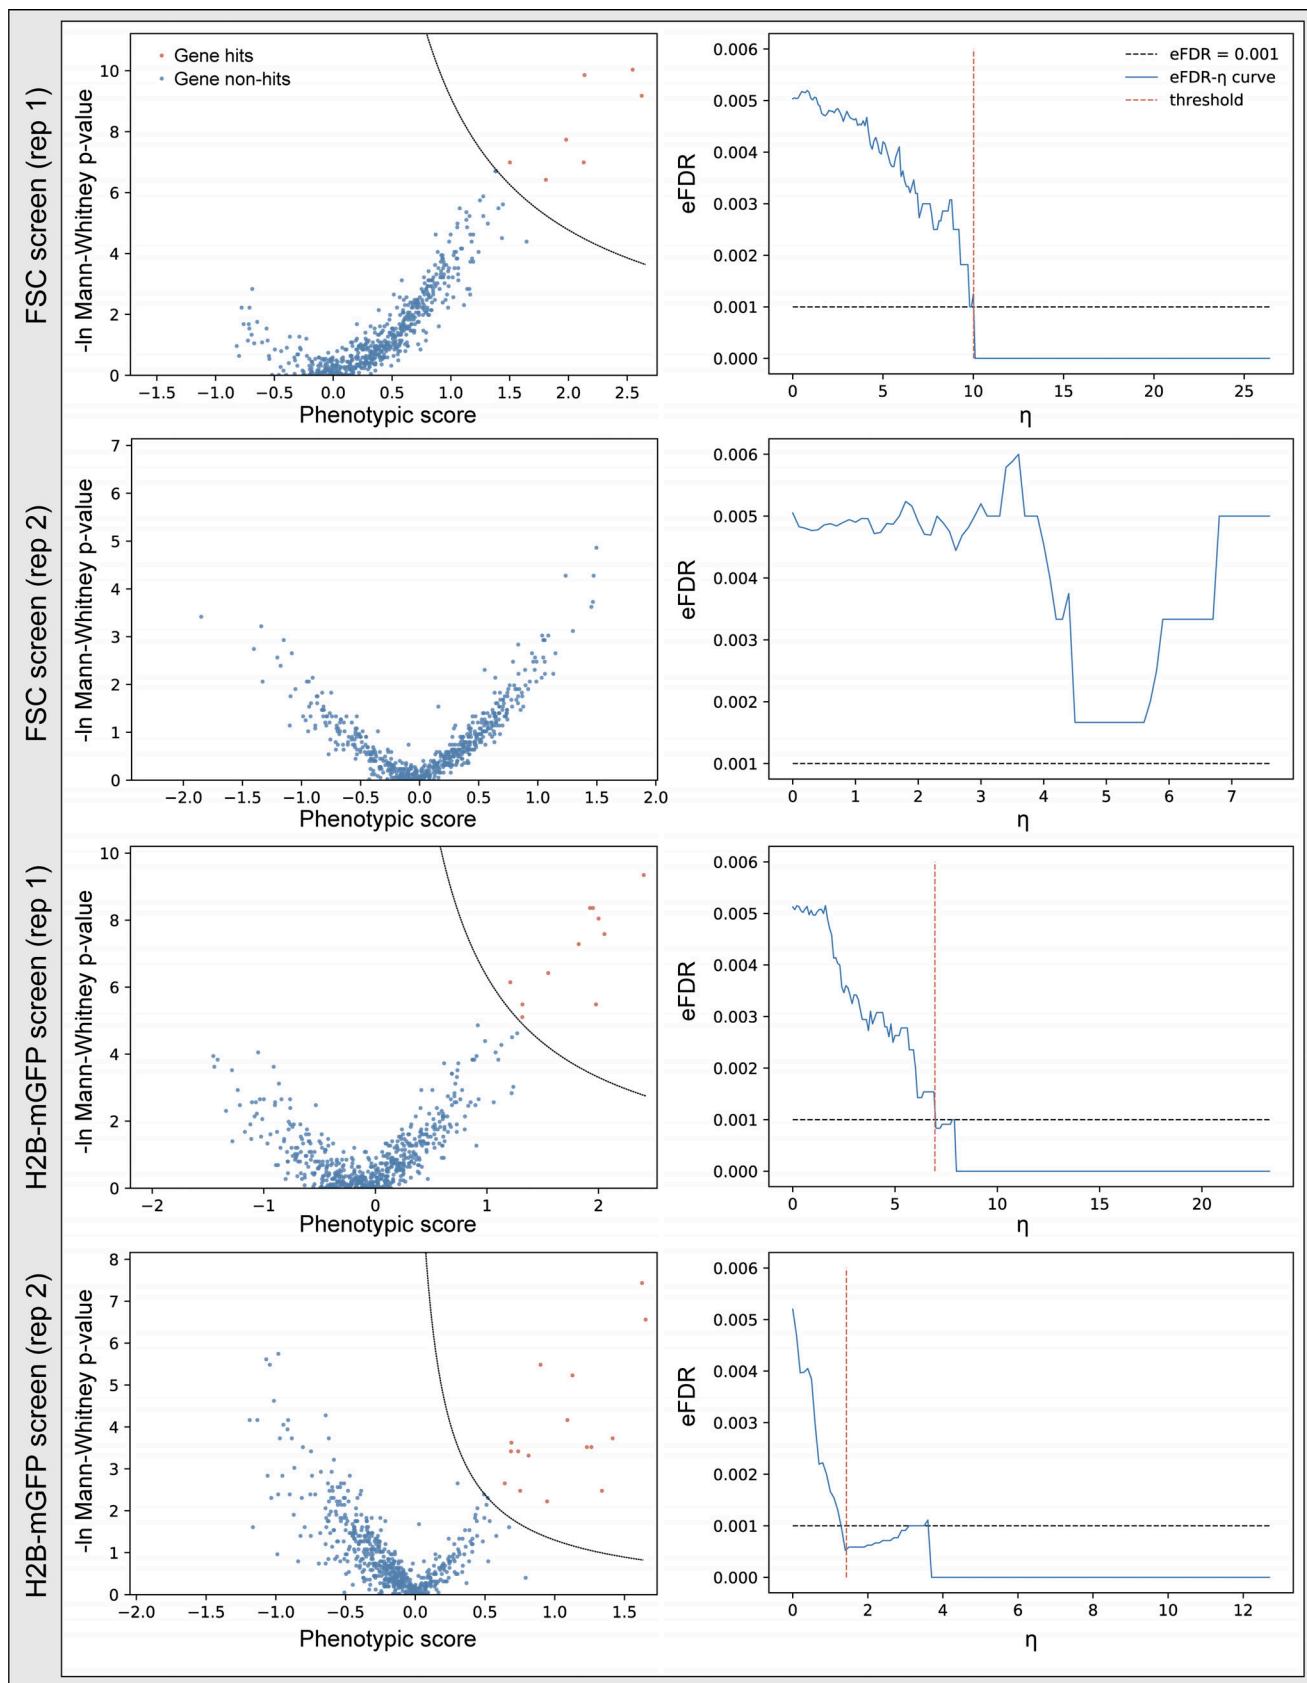 FSC screen (rep 1)
-ln Mann-Whitney p-value
10
8
6
4
2
0
Gene hits
Gene non-hits
−1.5 −1.0 −0.5 0.0 0.5 1.0 1.5 2.0 2.5
Phenotypic score
eFDR
0.006
0.005
0.004
0.003
0.002
0.001
0.000
eFDR = 0.001
eFDR-η curve
threshold
0 5 10 15 20 25
η
FSC screen (rep 2)
-ln Mann-Whitney p-value
7
6
5
4
3
2
1
0
−2.0 −1.5 −1.0 −0.5 0.0 0.5 1.0 1.5 2.0
Phenotypic score
eFDR
0.006
0.005
0.004
0.003
0.002
0.001
0 1 2 3 4 5 6 7
η
H2B-mGFP screen (rep 1)
-ln Mann-Whitney p-value
10
8
6
4
2
0
−2 −1 0 1 2
Phenotypic score
eFDR
0.006
0.005
0.004
0.003
0.002
0.001
0.000
0 5 10 15 20
η
H2B-mGFP screen (rep 2)
-ln Mann-Whitney p-value
8
7
6
5
4
3
2
1
0
−2.0 −1.5 −1.0 −0.5 0.0 0.5 1.0 1.5
Phenotypic score
eFDR
0.006
0.005
0.004
0.003
0.002
0.001
0.000
0 2 4 6 8 10 12
η